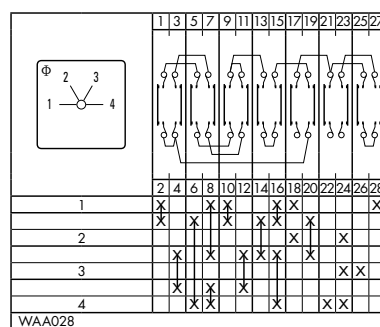 1 3 5 7 9 11 13 15 17 19 21 23 25 27
Φ
2 3
1 4
2 4 6 8 10 12 14 16 18 20 22 24 26 28
1 X X X X X X
X X X X X X
2 X X
X X X X X X
3 X X
X X X
4 X X X X X
WAA028